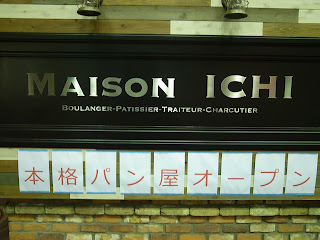 MAISON ICHI
BOULANGER-PATISSIER-TRAITEUR-CHARCUTIER
本格パン屋オープン